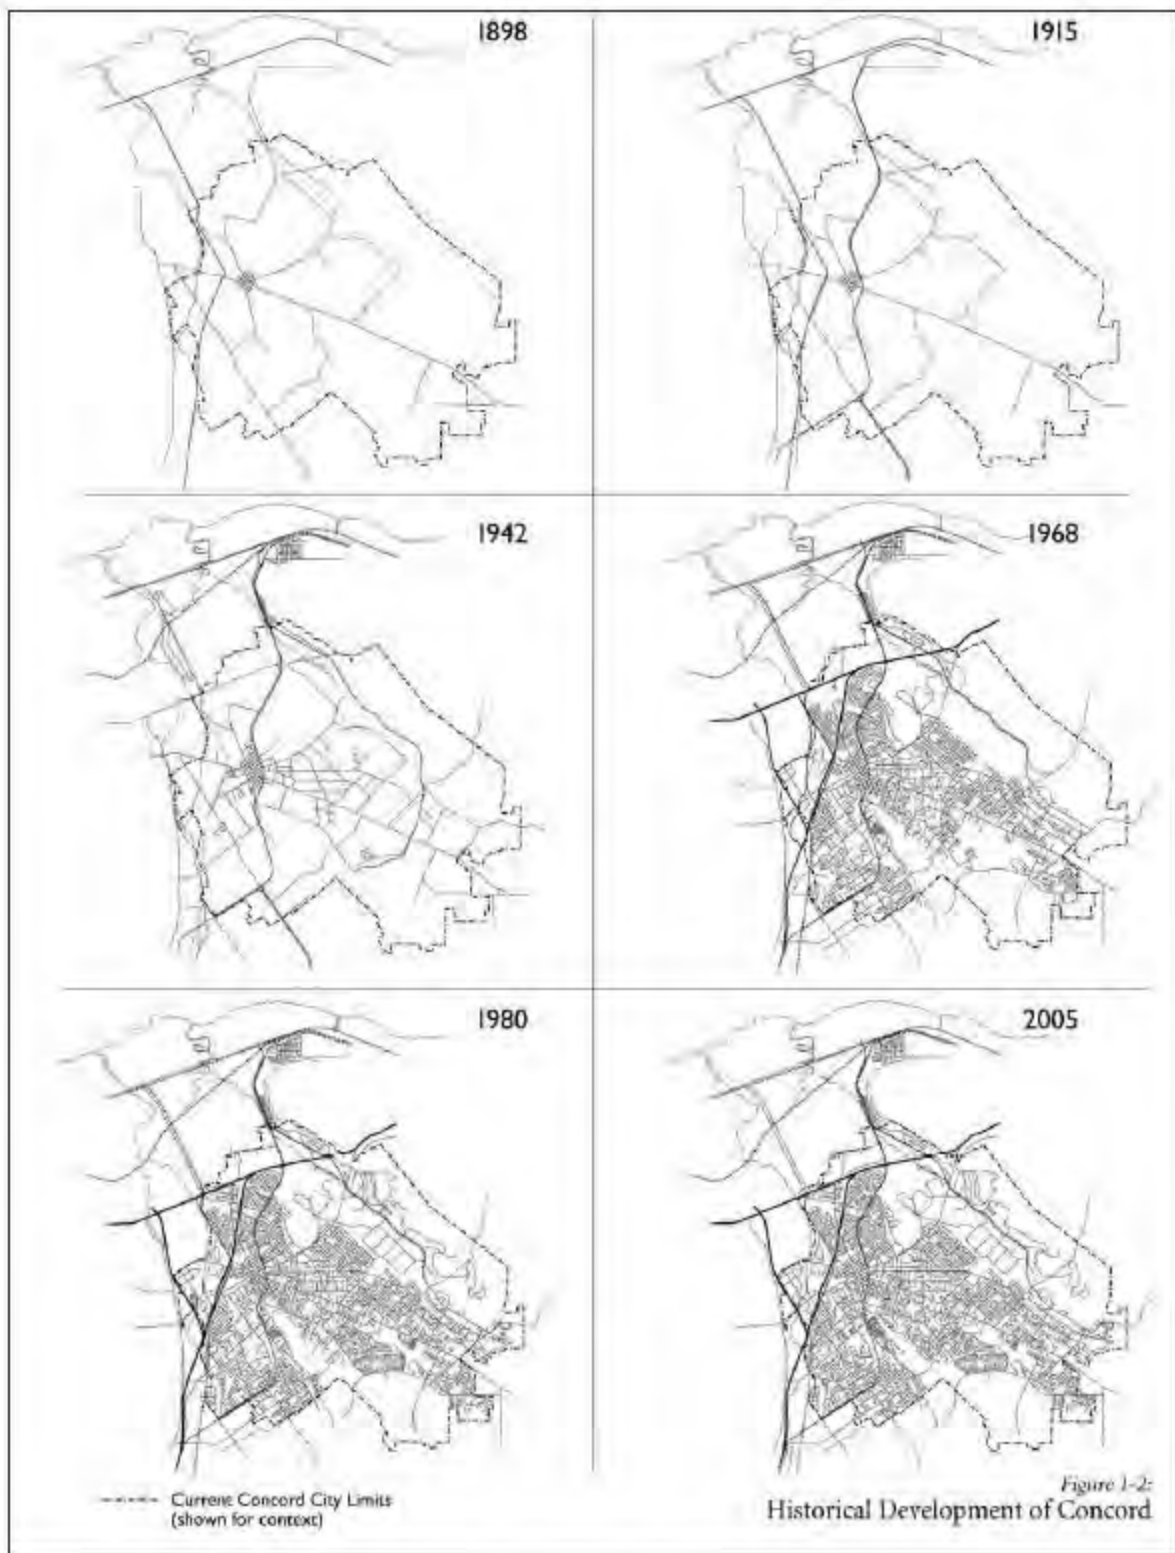 1898
1915
1942
1968
1980
2005
Current Concord City Limits
(shown for context)
Figure 1-2:
Historical Development of Concord